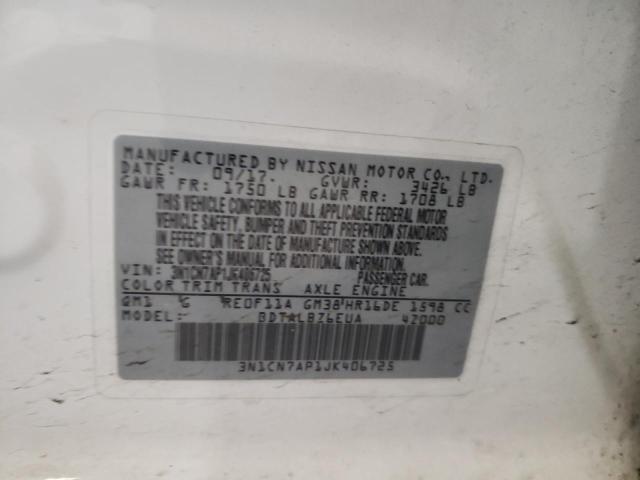 MANUFACTURED BY NISSAN MOTOR CO., LTD.
DATE: 09/17. GVWR: 3426 LB
GAWR FR: 1750 LB GAWR RR: 1708 LB
THIS VEHICLE CONFORMS TO ALL APPLICABLE FEDERAL MOTOR
VEHICLE SAFETY, BUMPER AND THEFT PREVENTION STANDARDS
IN EFFECT ON THE DATE OF MANUFACTURE SHOWN ABOVE.
SEE OWNER'S MANUAL FOR ADDITIONAL INFORMATION.
VIN: 3N1CN7AP1JK406725 PASSENGER CAR.
COLOR TRIM TRANS AXLE ENGINE
GM1 G RE0F11A GM38 HR16DE 1598 CC
MODEL: BDTALBZ6EUA 42000
3N1CN7AP1JK406725